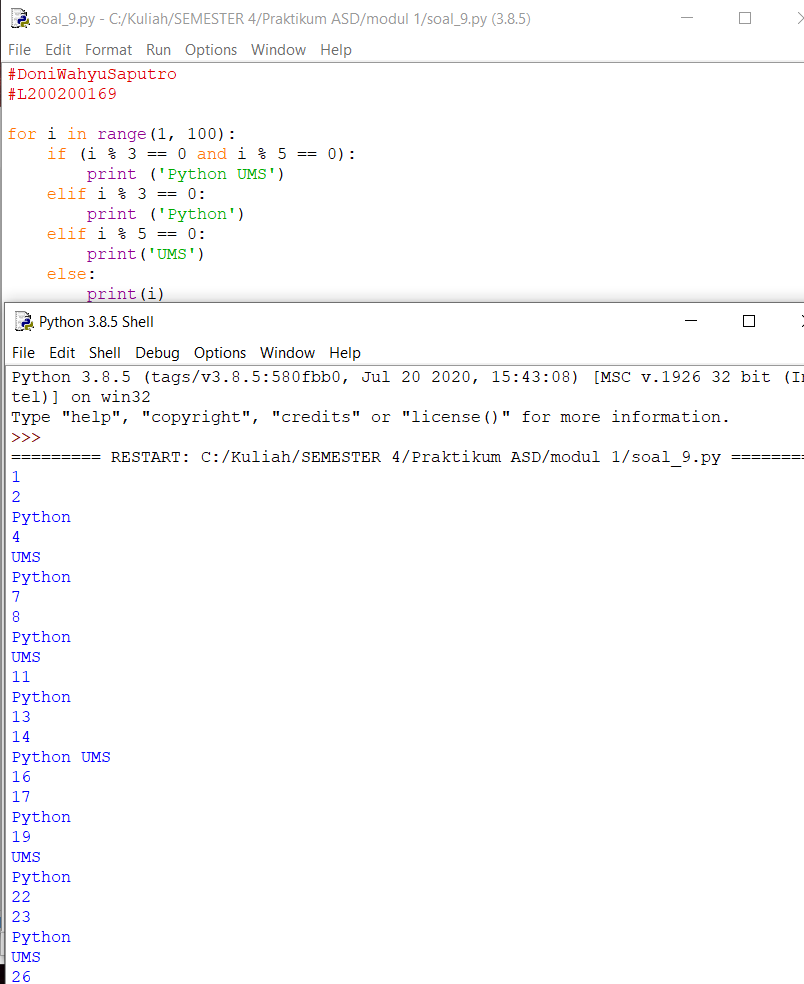 soal_9.py - C:/Kuliah/SEMESTER 4/Praktikum ASD/modul 1/soal_9.py (3.8.5)
File Edit Format Run Options Window Help
#DoniWahyuSaputro
#L200200169

for i in range(1, 100):
    if (i % 3 == 0 and i % 5 == 0):
        print ('Python UMS')
    elif i % 3 == 0:
        print ('Python')
    elif i % 5 == 0:
        print('UMS')
    else:
        print(i)
Python 3.8.5 Shell
File Edit Shell Debug Options Window Help
Python 3.8.5 (tags/v3.8.5:580fbb0, Jul 20 2020, 15:43:08) [MSC v.1926 32 bit (In
tel)] on win32
Type "help", "copyright", "credits" or "license()" for more information.
>>>
========= RESTART: C:/Kuliah/SEMESTER 4/Praktikum ASD/modul 1/soal_9.py ========
1
2
Python
4
UMS
Python
7
8
Python
UMS
11
Python
13
14
Python UMS
16
17
Python
19
UMS
Python
22
23
Python
UMS
26